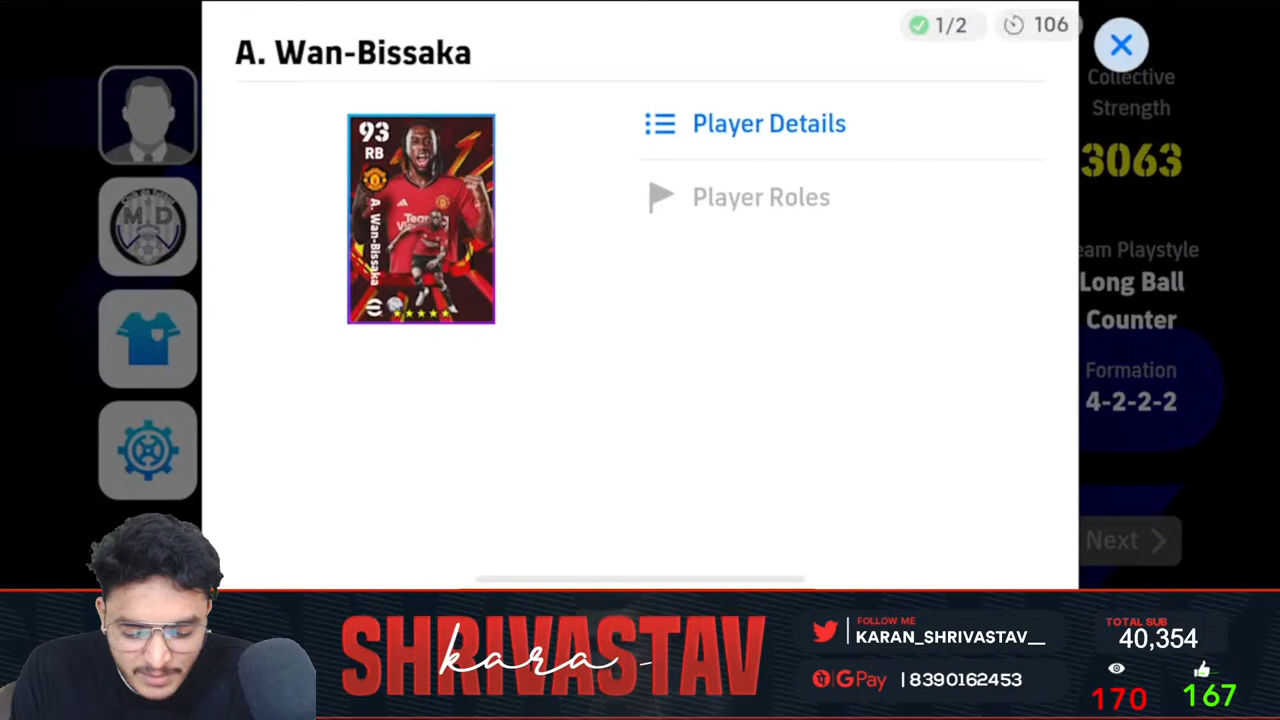 A. Wan-Bissaka
1/2
106
93
RB
A. Wan-Bissaka
Player Details
Player Roles
Collective
Strength
3063
eam Playstyle
Long Ball
Counter
Formation
4-2-2-2
Next
M D
SHRIVASTAV
kara
FOLLOW ME
KARAN_SHRIVASTAV__
GPay | 8390162453
TOTAL SUB
40,354
170
167